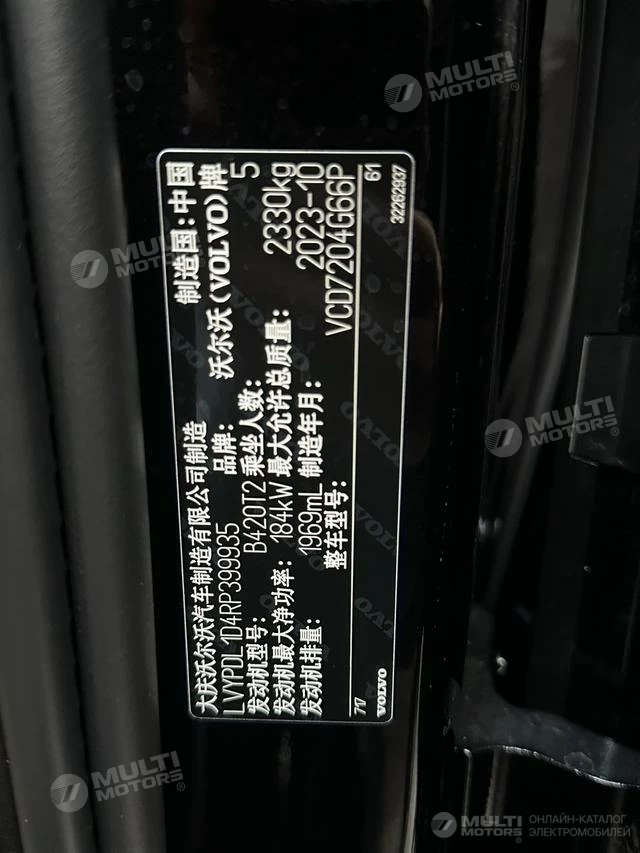 大庆沃尔沃汽车制造有限公司制造 制造国:中国
LVYPDL1D4RP399935 品牌: 沃尔沃(VOLVO)牌
发动机型号: B420T2 乘坐人数: 5
发动机最大净功率: 184kW 最大允许总质量: 2330kg
发动机排量: 1969mL 制造年月: 2023-10
整车型号: VCD7204G66P
717 61
VOLVO 32262937
MULTI MOTORS®
MULTI MOTORS®
MULTI MOTORS®
MULTI MOTORS®
MULTI MOTORS® ОНЛАЙН-КАТАЛОГ ЭЛЕКТРОМОБИЛЕЙ